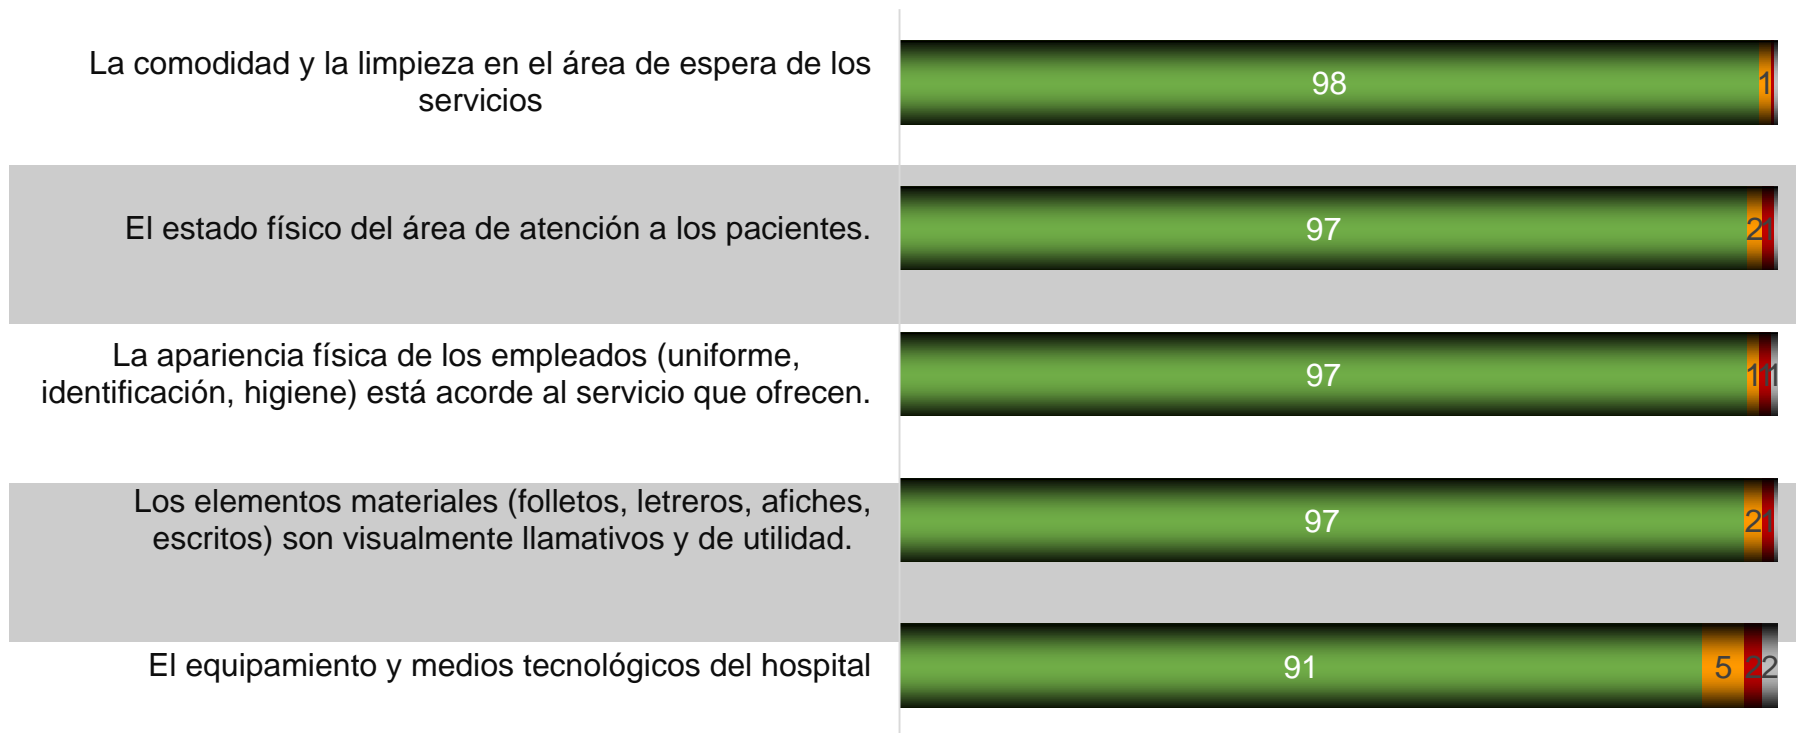 La comodidad y la limpieza en el área de espera de los
servicios
98
1
El estado físico del área de atención a los pacientes.
97
2
1
La apariencia física de los empleados (uniforme,
identificación, higiene) está acorde al servicio que ofrecen.
97
1
1
1
Los elementos materiales (folletos, letreros, afiches,
escritos) son visualmente llamativos y de utilidad.
97
2
1
El equipamiento y medios tecnológicos del hospital
91
5
2
2